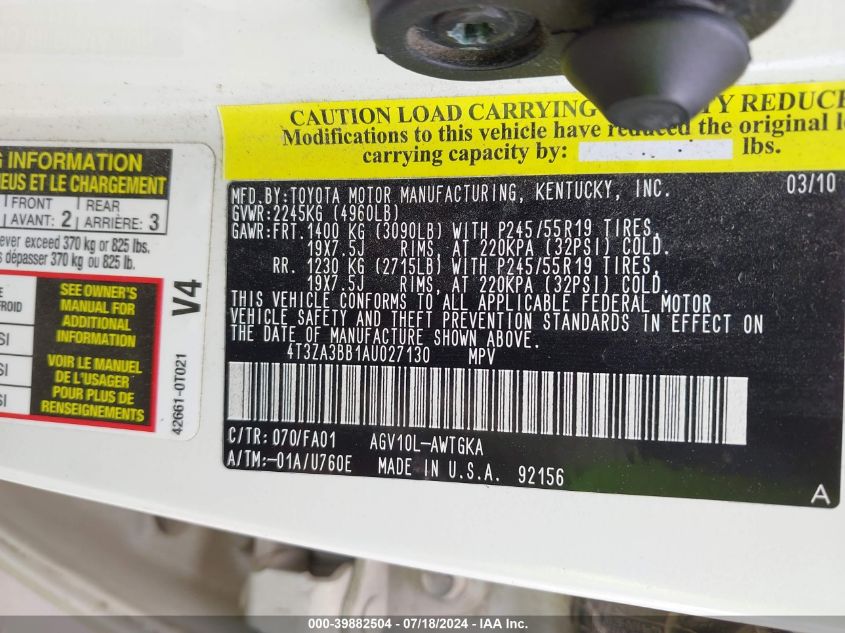 CAUTION LOAD CARRYING REDUCE
Modifications to this vehicle have reduced the original
carrying capacity by: lbs.
INFORMATION
NEUS ET LE CHARGEMENT
FRONT REAR
AVANT: 2 ARRIÈRE: 3
never exceed 370 kg or 825 lbs.
dépasser 370 kg ou 825 lb.
SEE OWNER'S
MANUAL FOR
ADDITIONAL
INFORMATION
VOIR LE MANUEL
DE L'USAGER
POUR PLUS DE
RENSEIGNEMENTS
V4
42661-0T021
MFD.BY:TOYOTA MOTOR MANUFACTURING, KENTUCKY, INC. 03/10
GVWR:2245KG (4960LB)
GAWR:FRT.1400 KG (3090LB) WITH P245/55R19 TIRES,
19X7.5J RIMS, AT 220KPA (32PSI) COLD.
RR. 1230 KG (2715LB) WITH P245/55R19 TIRES,
19X7.5J RIMS, AT 220KPA (32PSI) COLD.
THIS VEHICLE CONFORMS TO ALL APPLICABLE FEDERAL MOTOR
VEHICLE SAFETY AND THEFT PREVENTION STANDARDS IN EFFECT ON
THE DATE OF MANUFACTURE SHOWN ABOVE.
4T3ZA3BB1AU027130 MPV
C/TR: 070/FA01 AGV10L-AWTGKA
A/TM:-01A/U760E MADE IN U.S.A. 92156
A
000-39882504 / 07/18/2024 - IAA Inc.